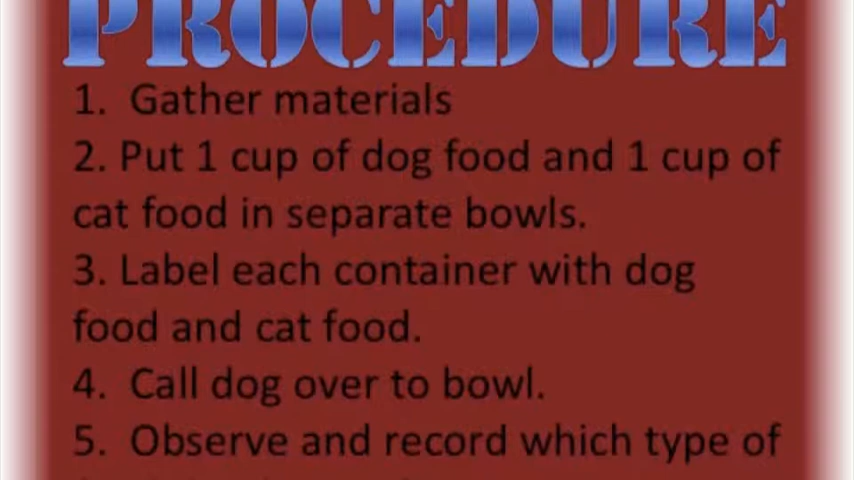 PROCEDURE
1. Gather materials
2. Put 1 cup of dog food and 1 cup of
cat food in separate bowls.
3. Label each container with dog
food and cat food.
4. Call dog over to bowl.
5. Observe and record which type of